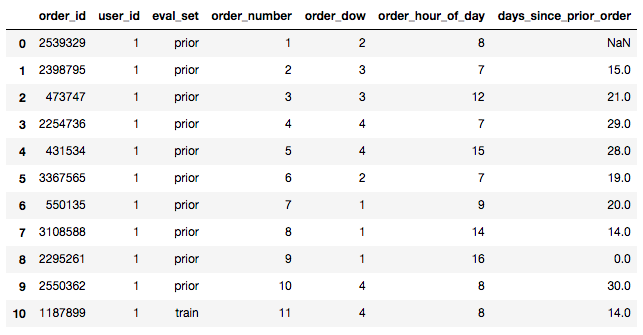 order_id user_id eval_set order_number order_dow order_hour_of_day days_since_prior_order
0 2539329 1 prior 1 2 8 NaN
1 2398795 1 prior 2 3 7 15.0
2 473747 1 prior 3 3 12 21.0
3 2254736 1 prior 4 4 7 29.0
4 431534 1 prior 5 4 15 28.0
5 3367565 1 prior 6 2 7 19.0
6 550135 1 prior 7 1 9 20.0
7 3108588 1 prior 8 1 14 14.0
8 2295261 1 prior 9 1 16 0.0
9 2550362 1 prior 10 4 8 30.0
10 1187899 1 train 11 4 8 14.0